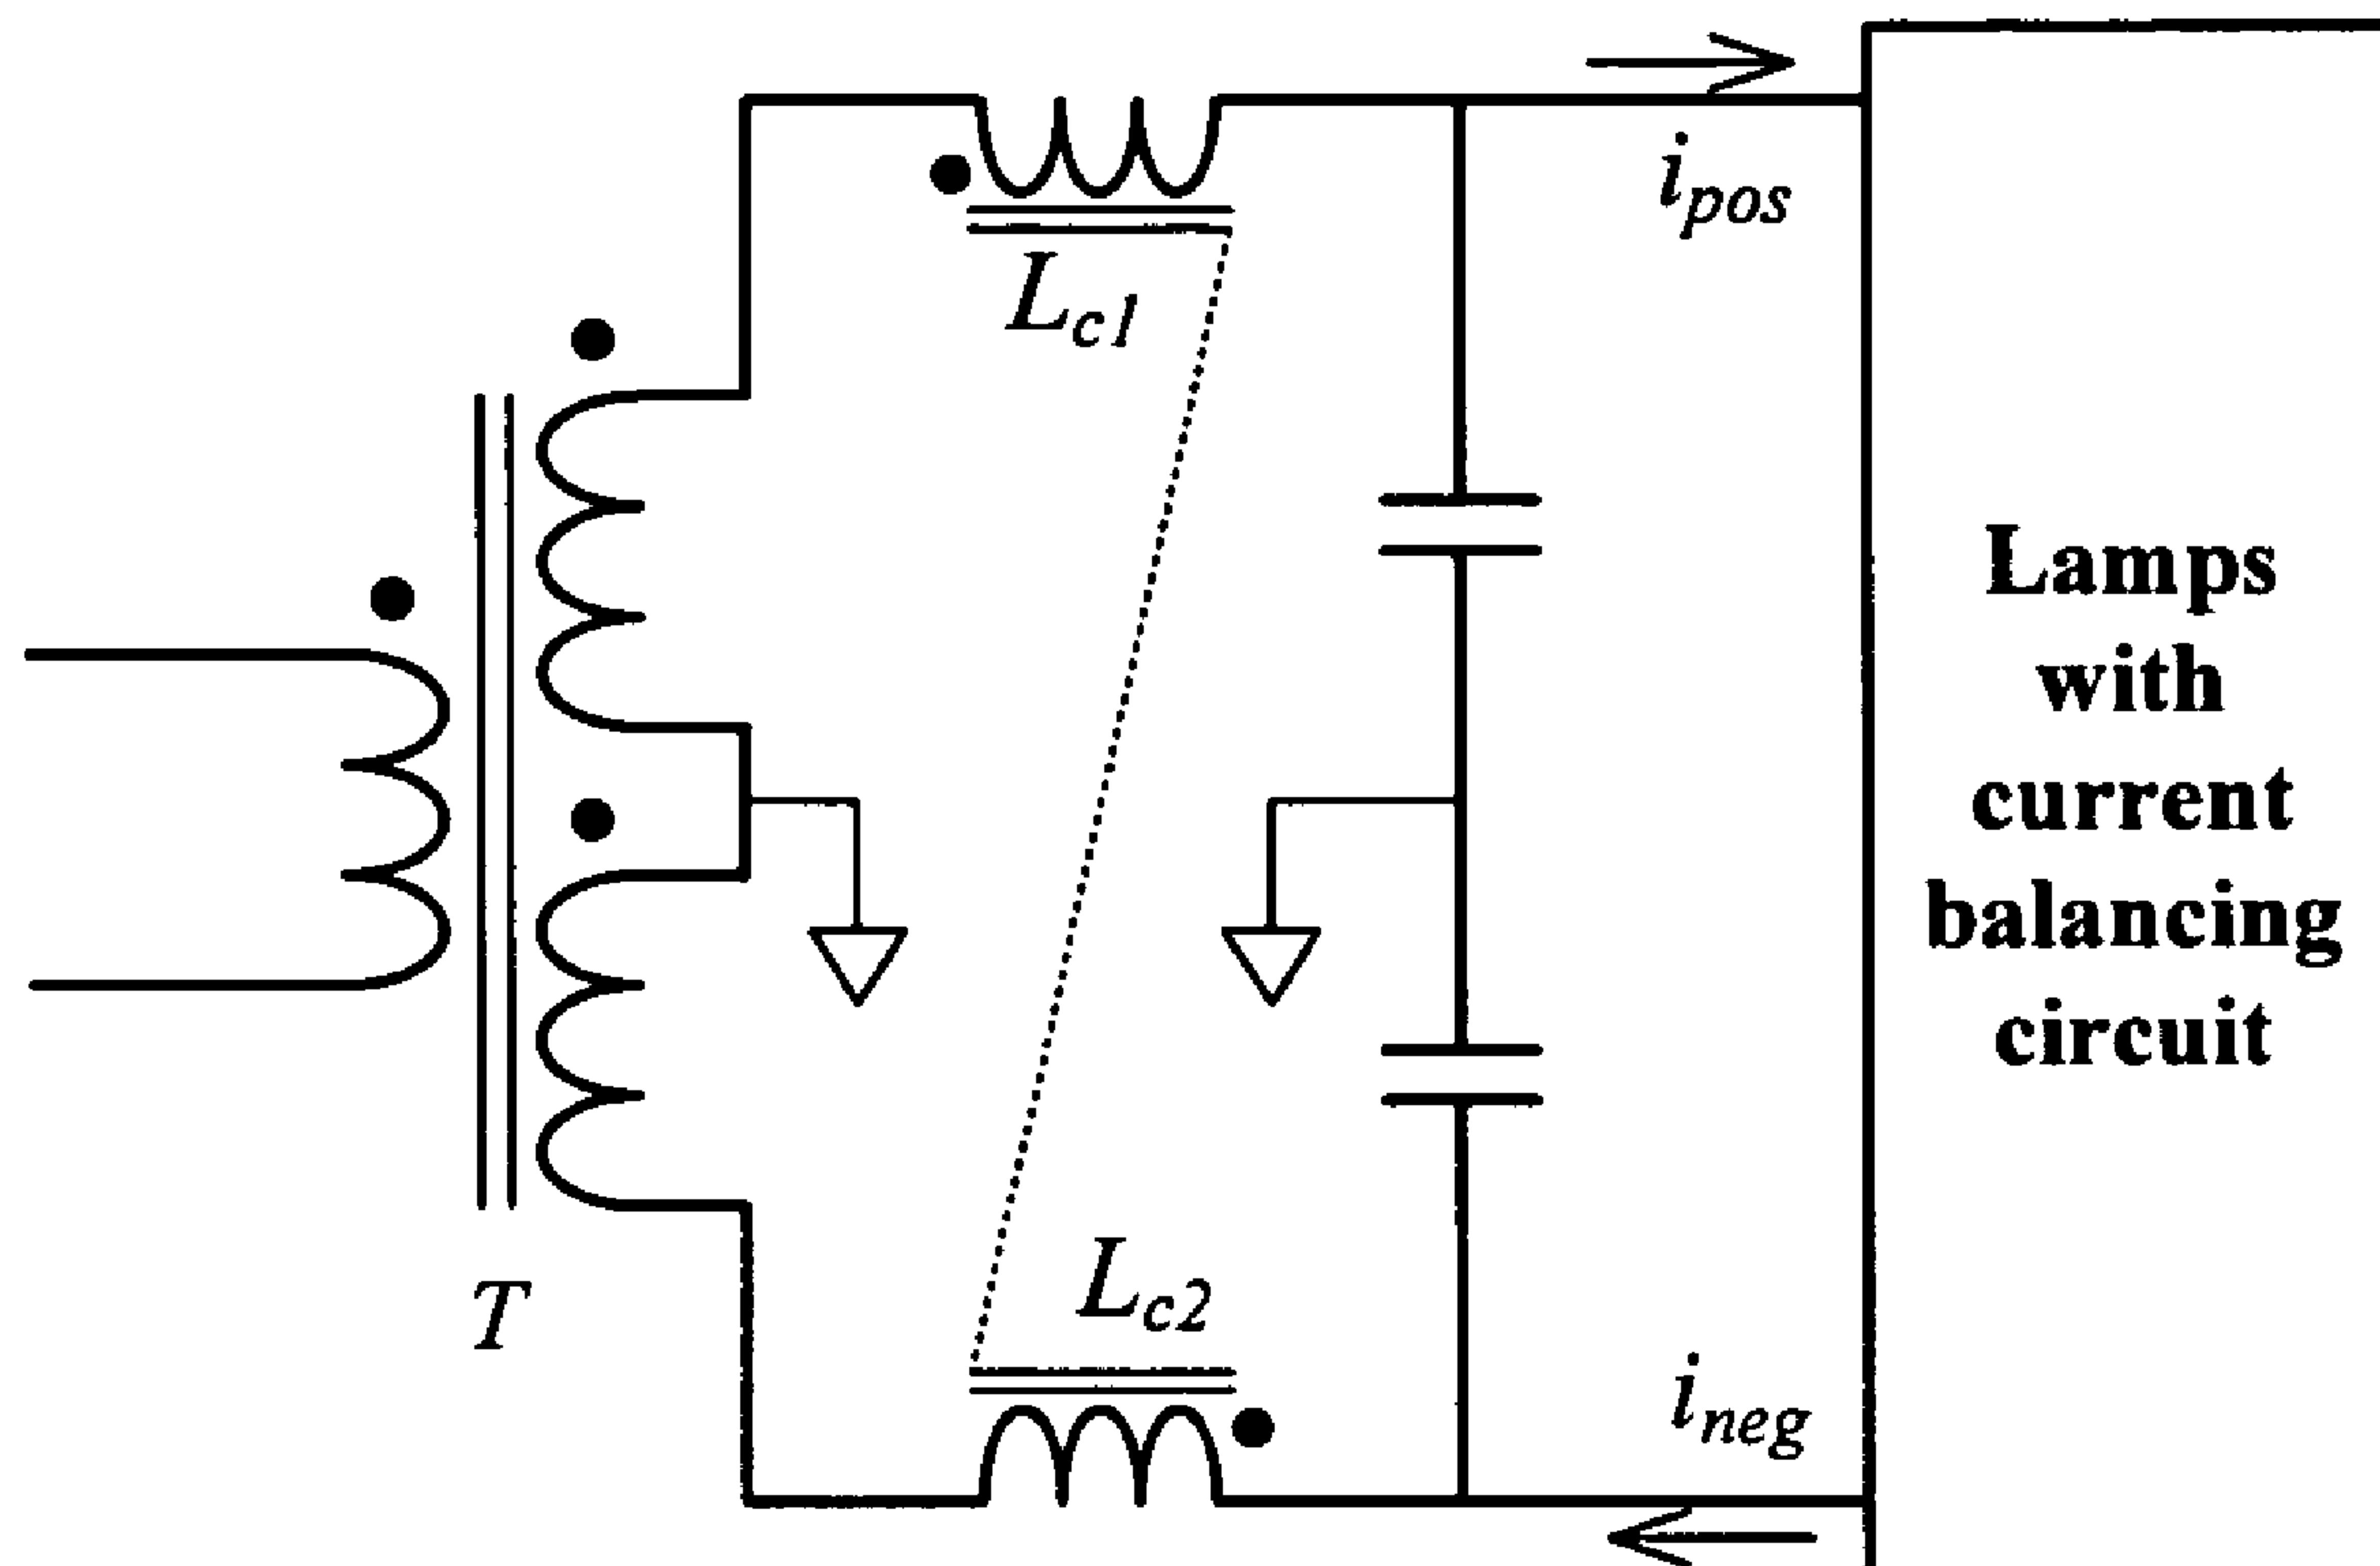 i_pos
L_c1
Lamps
with
current
balancing
circuit
L_c2
T
i_neg